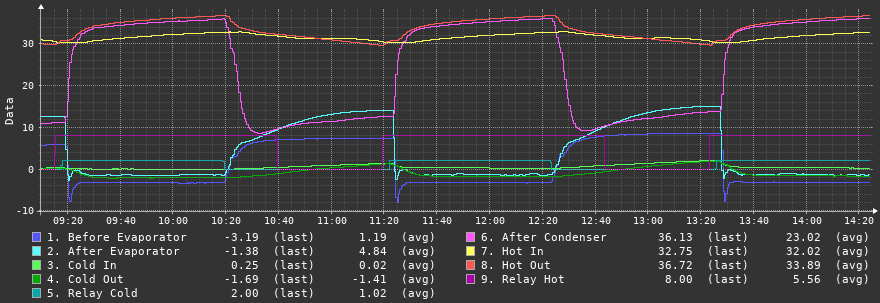 30
20
10
0
-10
Data
09:20 09:40 10:00 10:20 10:40 11:00 11:20 11:40 12:00 12:20 12:40 13:00 13:20 13:40 14:00 14:20
1. Before Evaporator -3.19 (last) 1.19 (avg) 6. After Condenser 36.13 (last) 23.02 (avg)
2. After Evaporator -1.38 (last) 4.84 (avg) 7. Hot In 32.75 (last) 32.02 (avg)
3. Cold In 0.25 (last) 0.02 (avg) 8. Hot Out 36.72 (last) 33.89 (avg)
4. Cold Out -1.69 (last) -1.41 (avg) 9. Relay Hot 8.00 (last) 5.56 (avg)
5. Relay Cold 2.00 (last) 1.02 (avg)